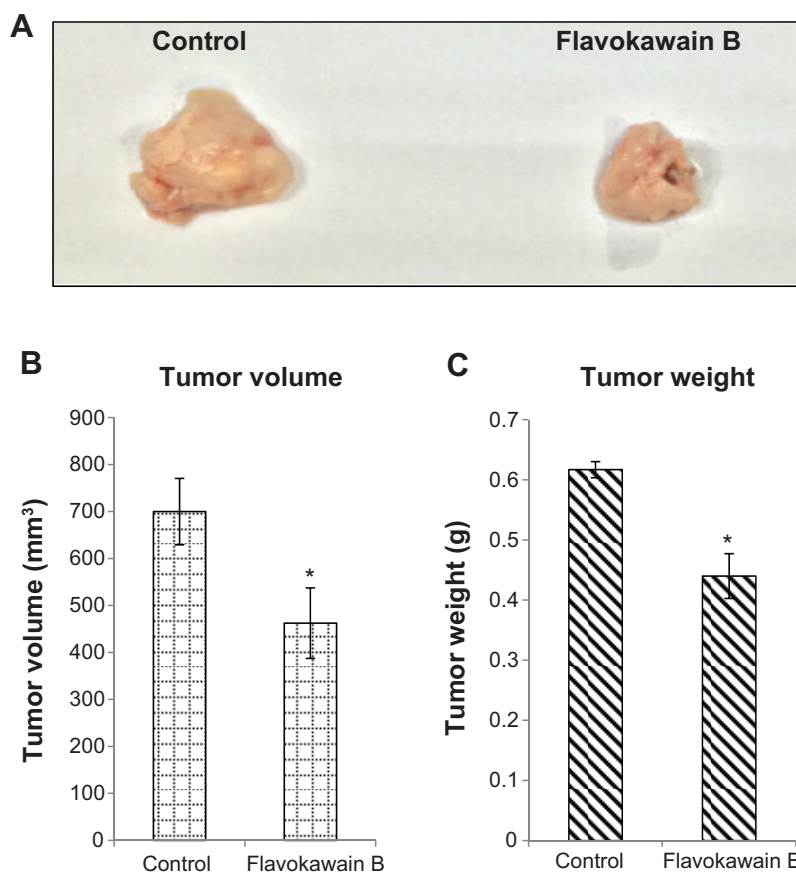 A
Control Flavokawain B
B
Tumor volume
Tumor volume (mm³)
900
800
700
600
500
400
300
200
100
0
*
Control Flavokawain B
C
Tumor weight
Tumor weight (g)
0.7
0.6
0.5
0.4
0.3
0.2
0.1
0
*
Control Flavokawain B